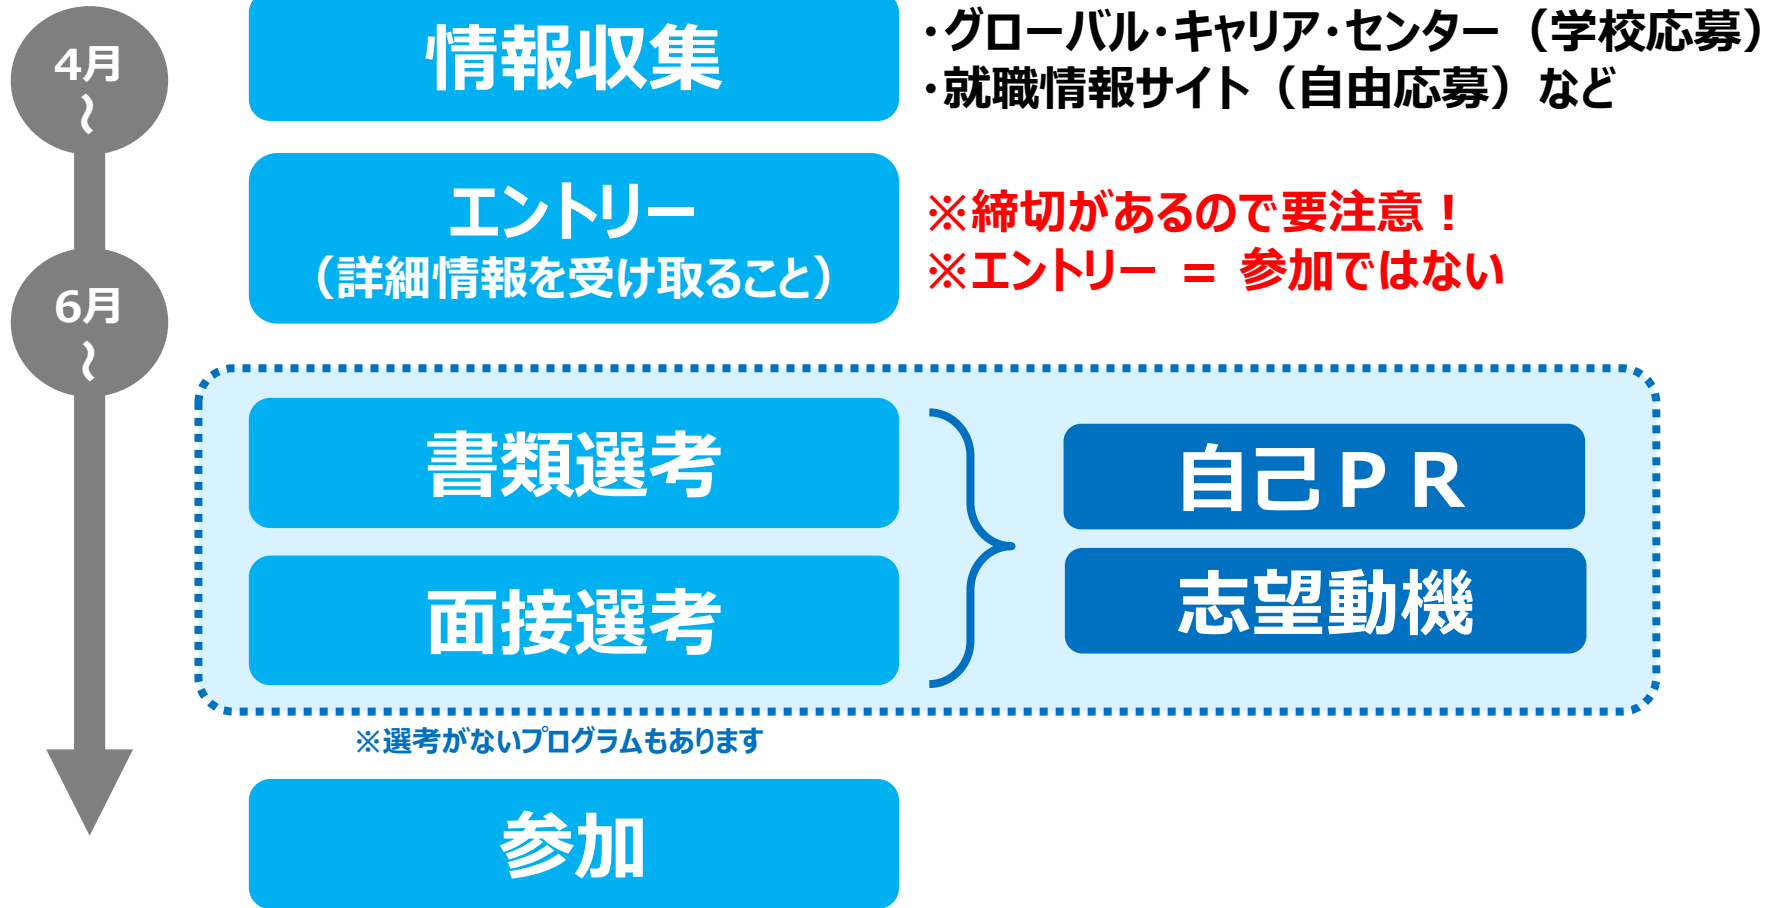 4月
～
情報収集
・グローバル・キャリア・センター（学校応募）
・就職情報サイト（自由応募）など
エントリー
（詳細情報を受け取ること）
※締切があるので要注意！
※エントリー ＝ 参加ではない
6月
～
書類選考
面接選考
自己ＰＲ
志望動機
※選考がないプログラムもあります
参加